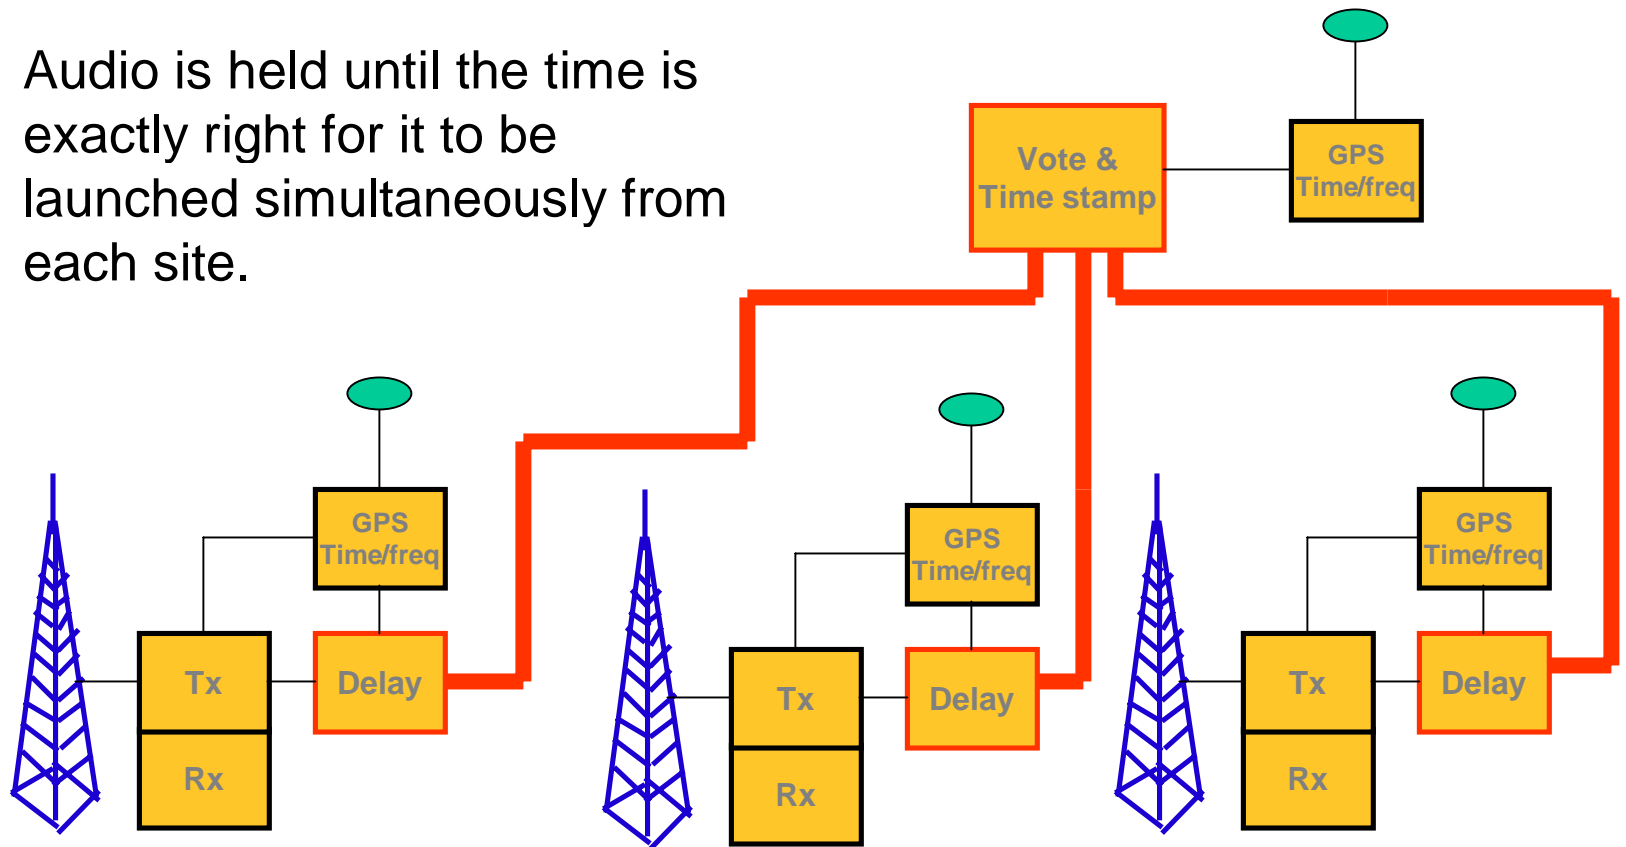 Audio is held until the time is
exactly right for it to be
launched simultaneously from
each site.
Vote &
Time stamp
GPS
Time/freq
GPS
Time/freq
Tx
Delay
Rx
GPS
Time/freq
Tx
Delay
Rx
GPS
Time/freq
Tx
Delay
Rx